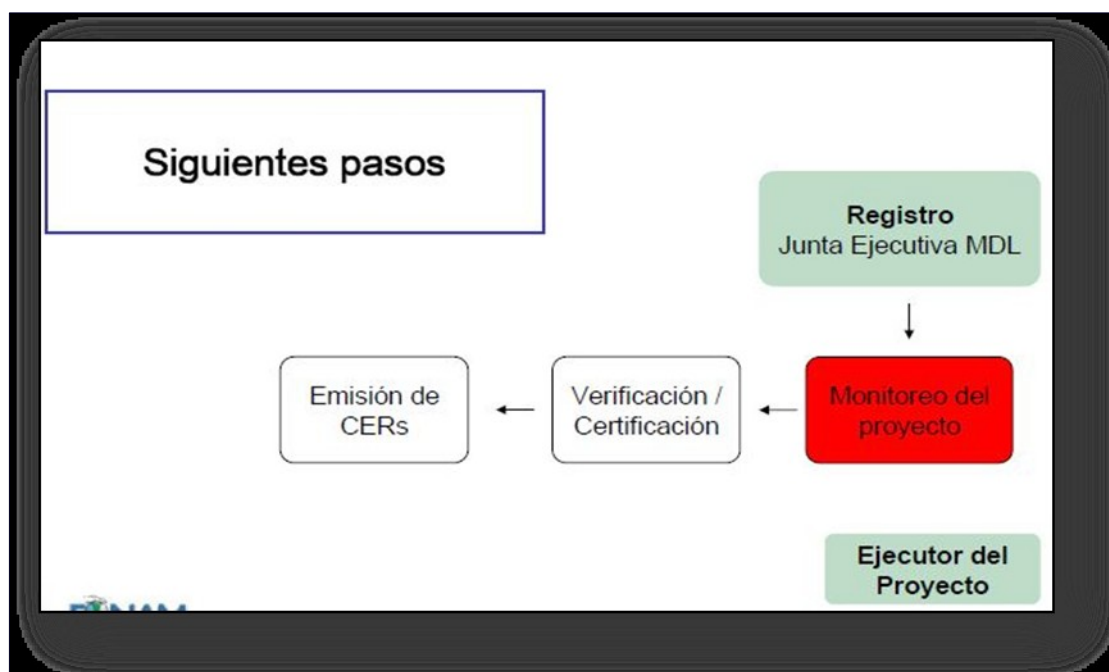 Siguientes pasos
Registro
Junta Ejecutiva MDL
Monitoreo del
proyecto
Verificación /
Certificación
Emisión de
CERs
Ejecutor del
Proyecto